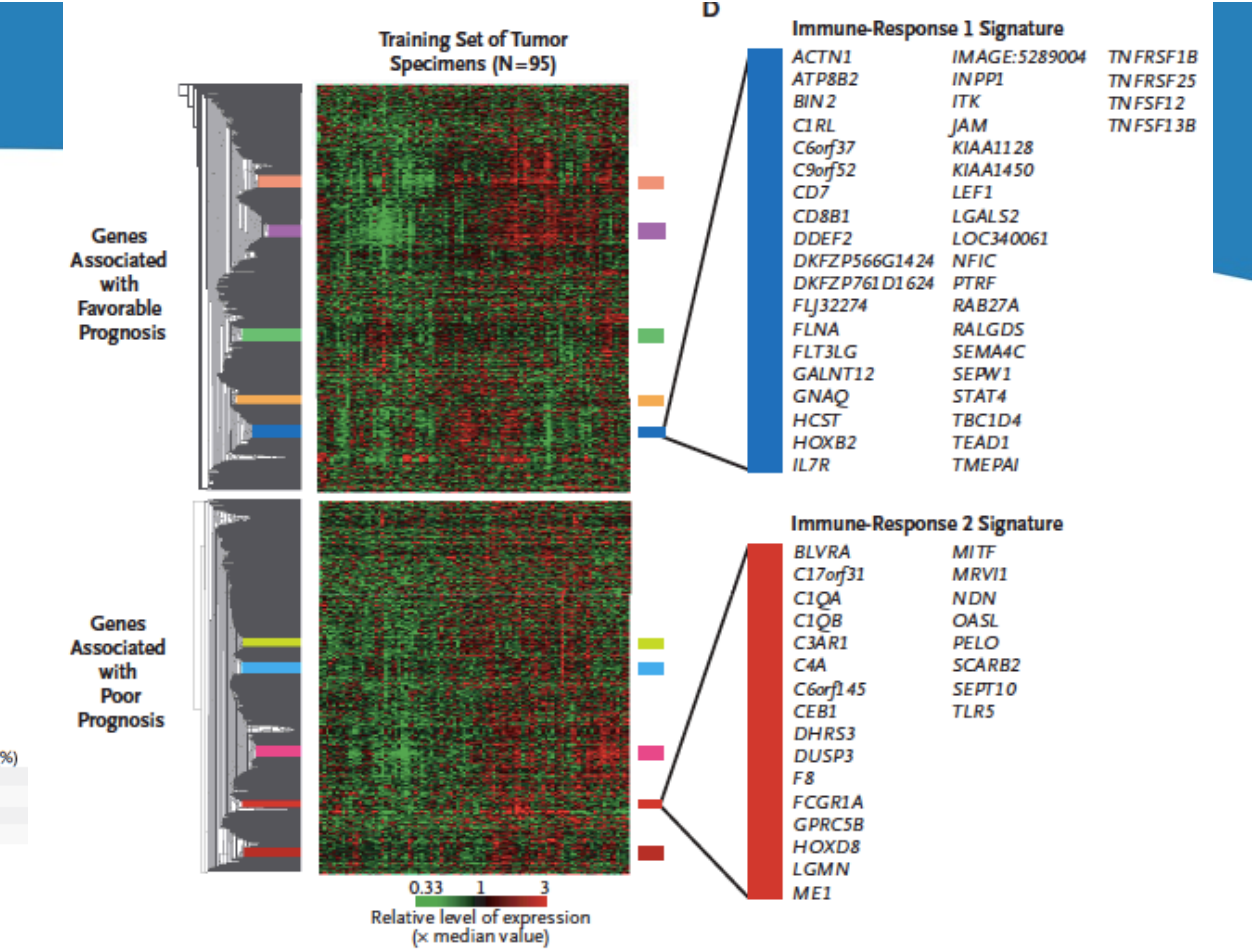 D
Training Set of Tumor
Specimens (N=95)
Genes
Associated
with
Favorable
Prognosis
Genes
Associated
with
Poor
Prognosis
%)
0.33 1 3
Relative level of expression
(× median value)
Immune-Response 1 Signature
ACTN1 IMAGE:5289004 TNFRSF1B
ATP8B2 INPP1 TNFRSF25
BIN2 ITK TNFSF12
C1RL JAM TNFSF13B
C6orf37 KIAA1128
C9orf52 KIAA1450
CD7 LEF1
CD8B1 LGALS2
DDEF2 LOC340061
DKFZP566G1424 NFIC
DKFZP761D1624 PTRF
FLJ32274 RAB27A
FLNA RALGDS
FLT3LG SEMA4C
GALNT12 SEPW1
GNAQ STAT4
HCST TBC1D4
HOXB2 TEAD1
IL7R TMEPAI
Immune-Response 2 Signature
BLVRA MITF
C17orf31 MRVI1
C1QA NDN
C1QB OASL
C3AR1 PELO
C4A SCARB2
C6orf145 SEPT10
CEB1 TLR5
DHRS3
DUSP3
F8
FCGR1A
GPRC5B
HOXD8
LGMN
ME1